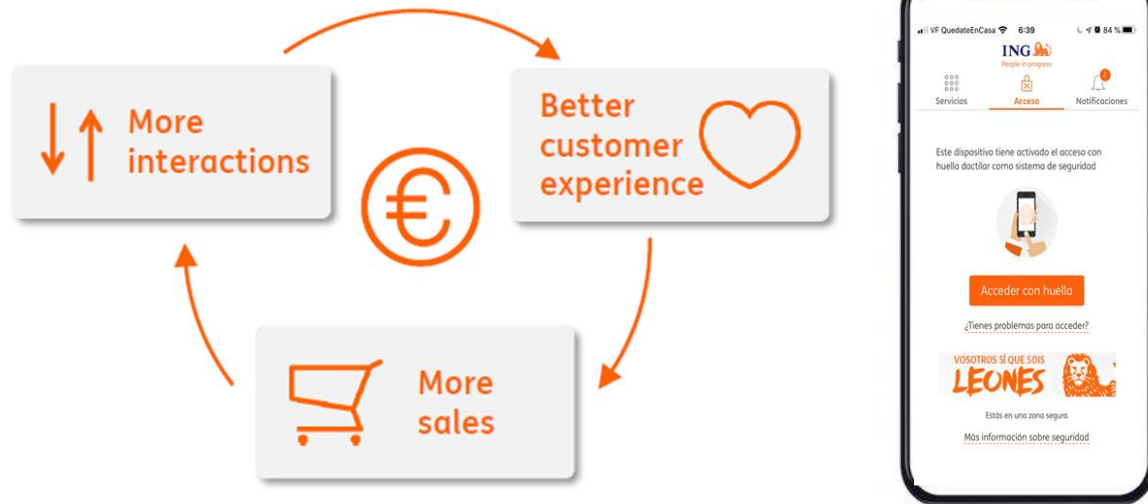 More
interactions
Better
customer
experience
€
More
sales
VF QuedateEnCasa 6:39 84 %
ING
People in progress
2
Servicios Acceso Notificaciones
Este dispositivo tiene activado el acceso con
huella dactilar como sistema de seguridad
Acceder con huella
¿Tienes problemas para acceder?
VOSOTROS SÍ QUE SOIS
LEONES
Estás en una zona segura
Más información sobre seguridad